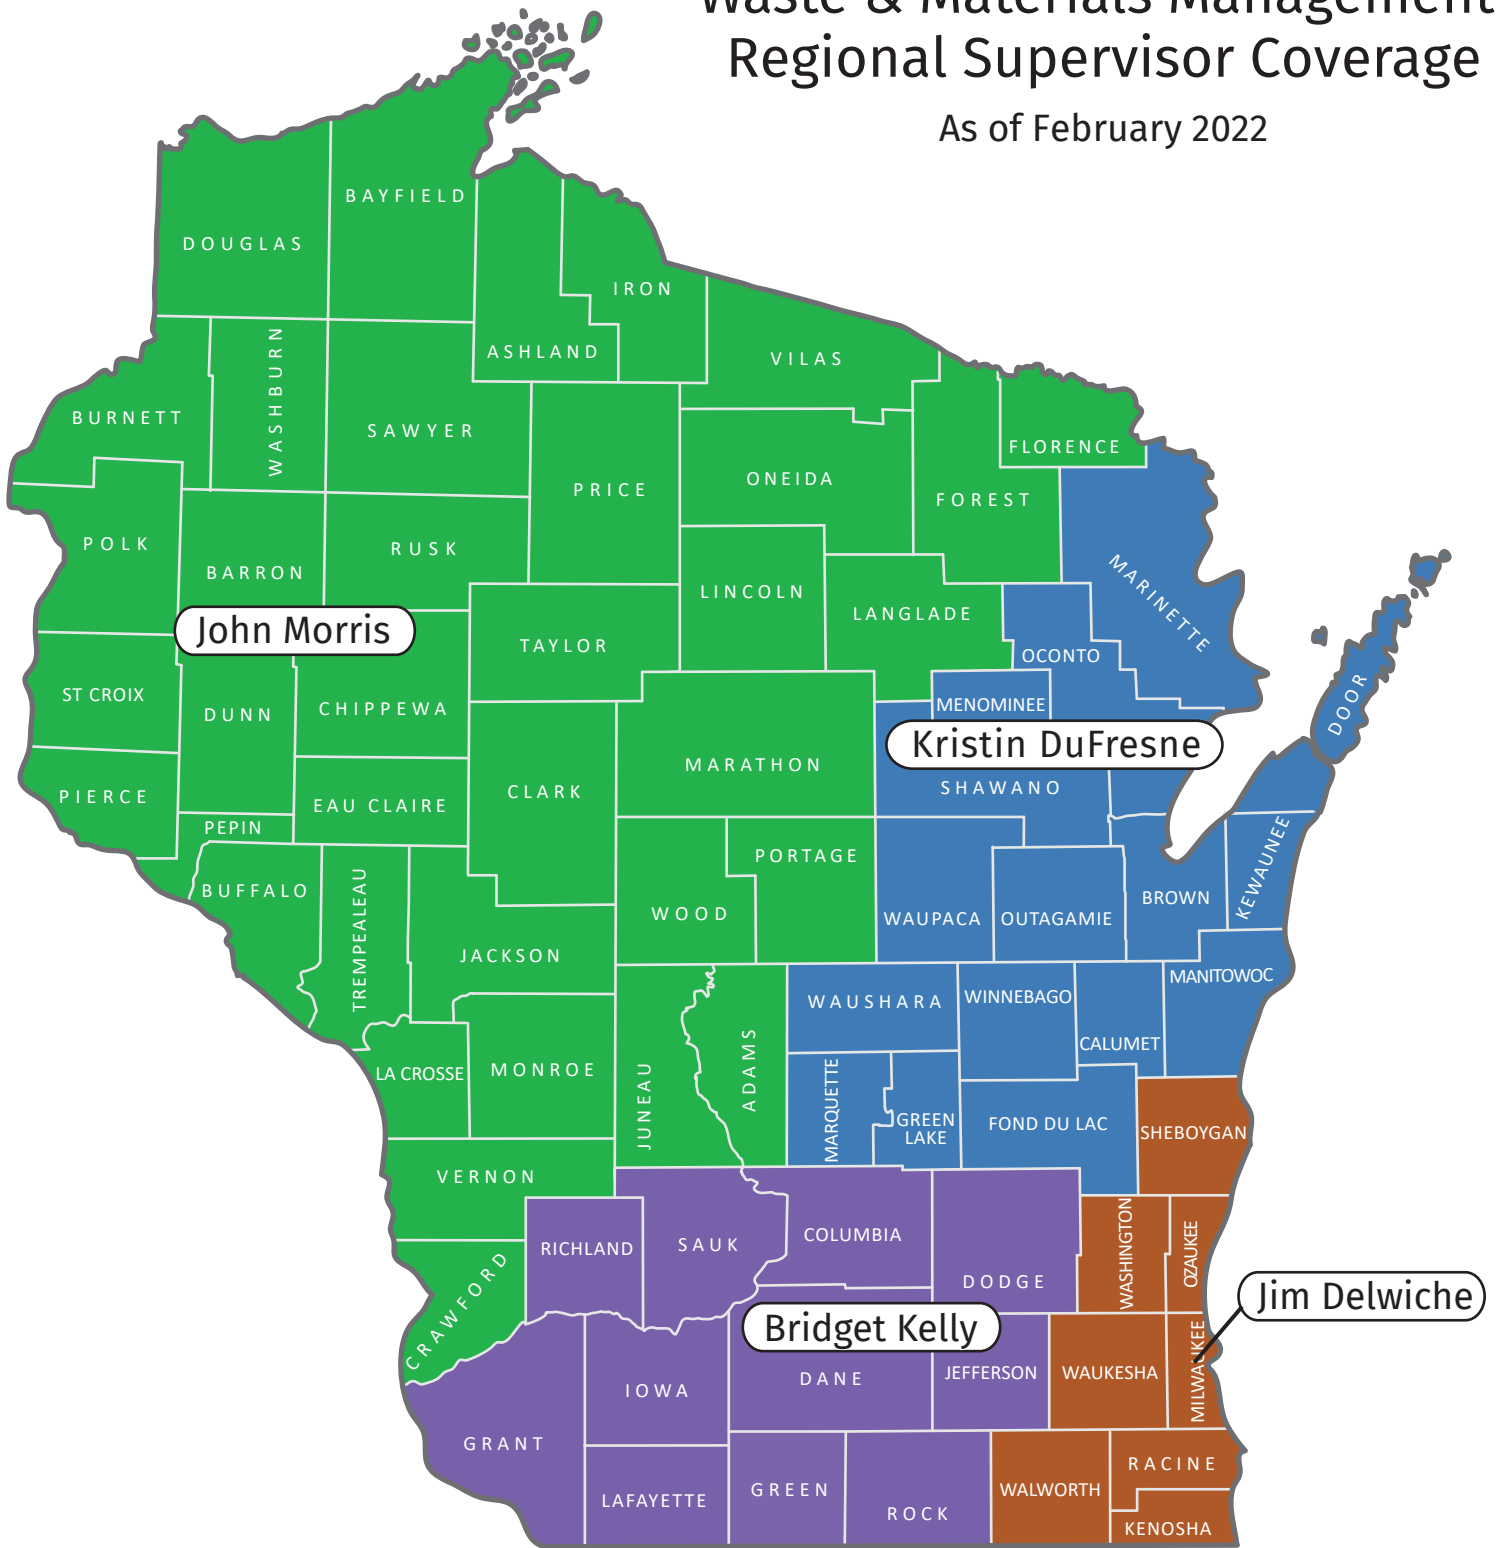 Waste & Materials Management
Regional Supervisor Coverage
As of February 2022
BAYFIELD
DOUGLAS
IRON
ASHLAND
VILAS
WASHBURN
BURNETT
SAWYER
FLORENCE
ONEIDA
PRICE
FOREST
POLK
RUSK
BARRON
MARINETTE
LINCOLN
LANGLADE
John Morris
TAYLOR
OCONTO
ST CROIX
MENOMINEE
DOOR
DUNN
CHIPPEWA
Kristin DuFresne
MARATHON
SHAWANO
CLARK
PIERCE
EAU CLAIRE
PEPIN
PORTAGE
KEWAUNEE
BUFFALO
BROWN
WOOD
WAUPACA
OUTAGAMIE
TREMPEALEAU
JACKSON
MANITOWOC
WAUSHARA
WINNEBAGO
CALUMET
ADAMS
MONROE
LA CROSSE
JUNEAU
MARQUETTE
GREEN
LAKE
FOND DU LAC
SHEBOYGAN
VERNON
COLUMBIA
SAUK
RICHLAND
WASHINGTON
OZAUKEE
DODGE
Jim Delwiche
CRAWFORD
Bridget Kelly
MILWAUKEE
WAUKESHA
JEFFERSON
DANE
IOWA
GRANT
RACINE
WALWORTH
GREEN
LAFAYETTE
ROCK
KENOSHA